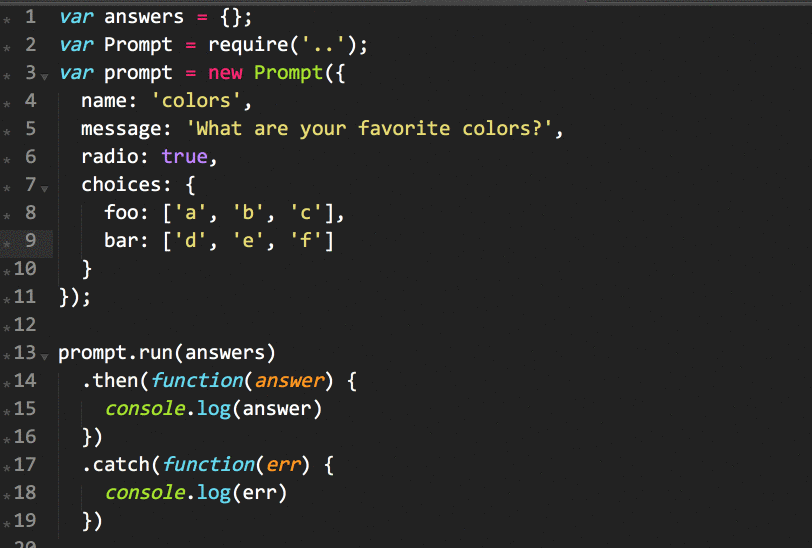 1 var answers = {};
2 var Prompt = require('..');
3 var prompt = new Prompt({
4   name: 'colors',
5   message: 'What are your favorite colors?',
6   radio: true,
7   choices: {
8     foo: ['a', 'b', 'c'],
9     bar: ['d', 'e', 'f']
10   }
11 });
12
13 prompt.run(answers)
14   .then(function(answer) {
15     console.log(answer)
16   })
17   .catch(function(err) {
18     console.log(err)
19   })
20